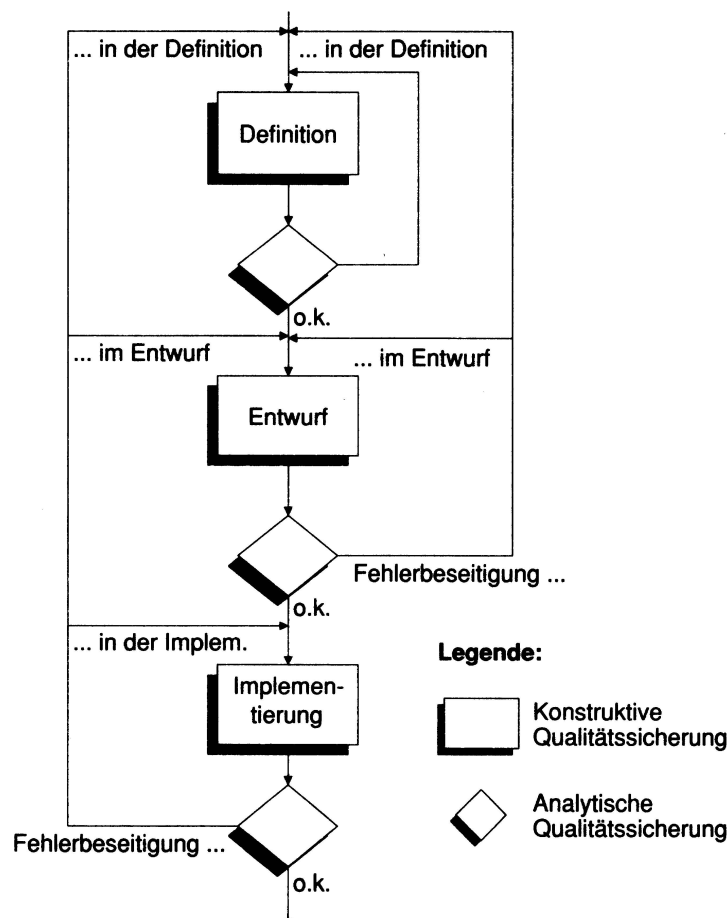 ... in der Definition
... in der Definition
Definition
o.k.
... im Entwurf
... im Entwurf
Entwurf
Fehlerbeseitigung ...
o.k.
... in der Implem.
Implemen-
tierung
Fehlerbeseitigung ...
o.k.
Legende:
Konstruktive
Qualitätssicherung
Analytische
Qualitätssicherung